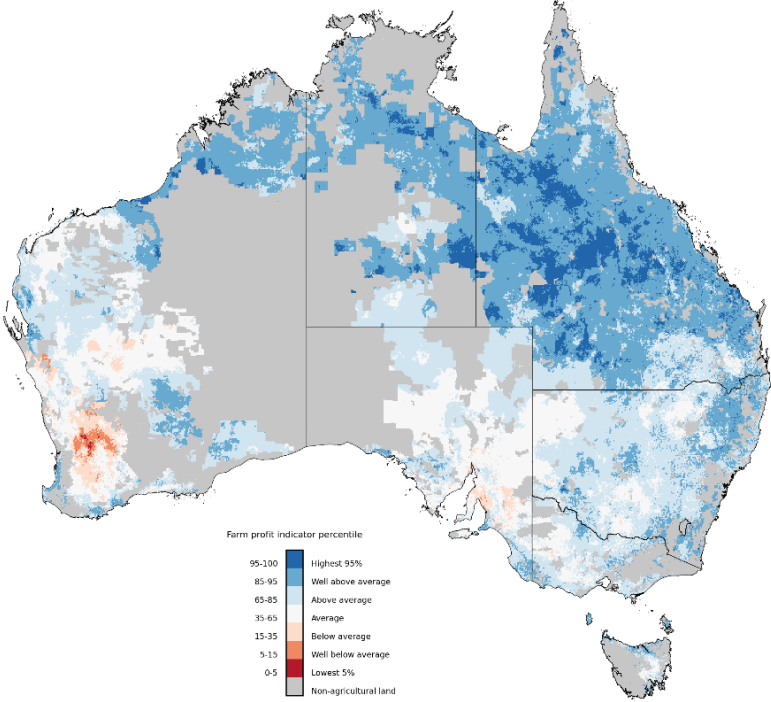 Farm profit indicator percentile
95-100 Highest 95%
85-95 Well above average
65-85 Above average
35-65 Average
15-35 Below average
5-15 Well below average
0-5 Lowest 5%
Non-agricultural land